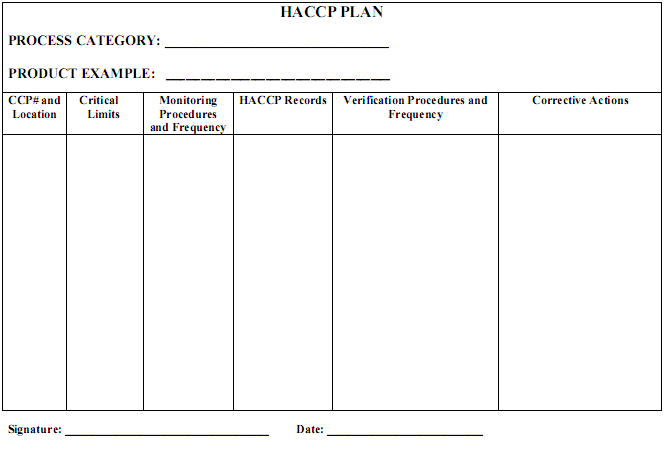 HACCP PLAN
PROCESS CATEGORY: ______________________________
PRODUCT EXAMPLE: ______________________________
CCP# and Location
Critical Limits
Monitoring Procedures and Frequency
HACCP Records
Verification Procedures and Frequency
Corrective Actions
Signature: ______________________________ Date: ______________________